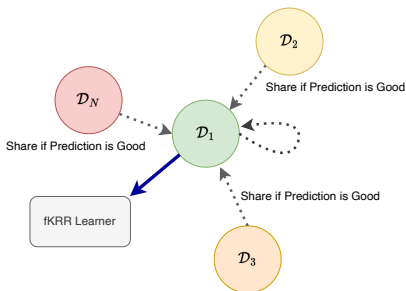 𝒟₂
Share if Prediction is Good
𝒟_N
Share if Prediction is Good
𝒟₁
Share if Prediction is Good
fKRR Learner
𝒟₃